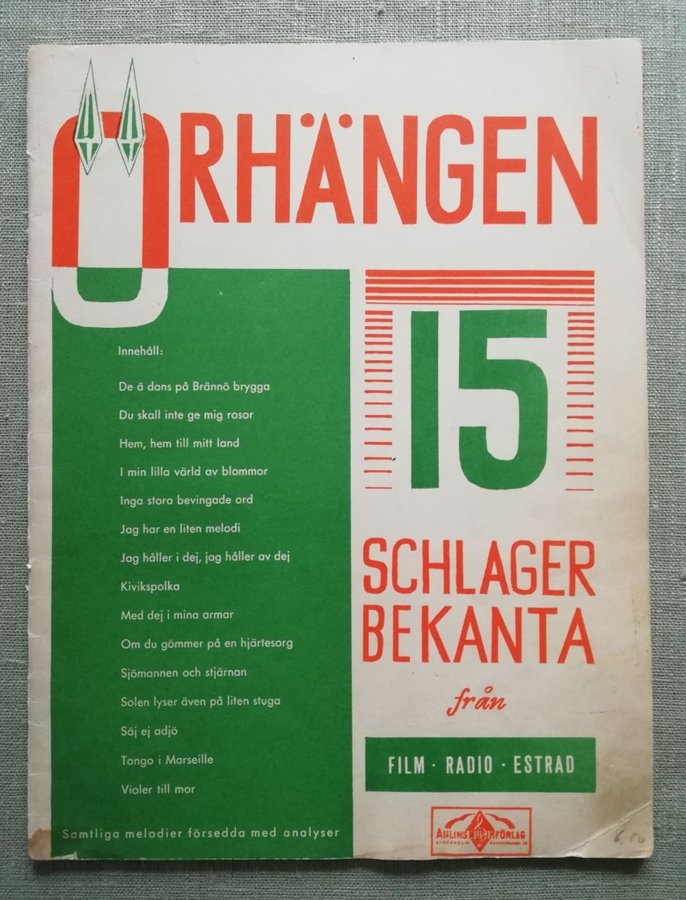 ÖRHÄNGEN
15
SCHLAGER
BEKANTA
från
FILM · RADIO · ESTRAD
Innehåll:
De ä dans på Brännö brygga
Du skall inte ge mig rosor
Hem, hem till mitt land
I min lilla värld av blommor
Inga stora bevingade ord
Jag har en liten melodi
Jag håller i dej, jag håller av dej
Kivikspolka
Med dej i mina armar
Om du gömmer på en hjärtesorg
Sjömannen och stjärnan
Solen lyser även på liten stuga
Säj ej adjö
Tango i Marseille
Violer till mor
Samtliga melodier försedda med analyser
AHLINS MUSIKFÖRLAG
STOCKHOLM
6,50